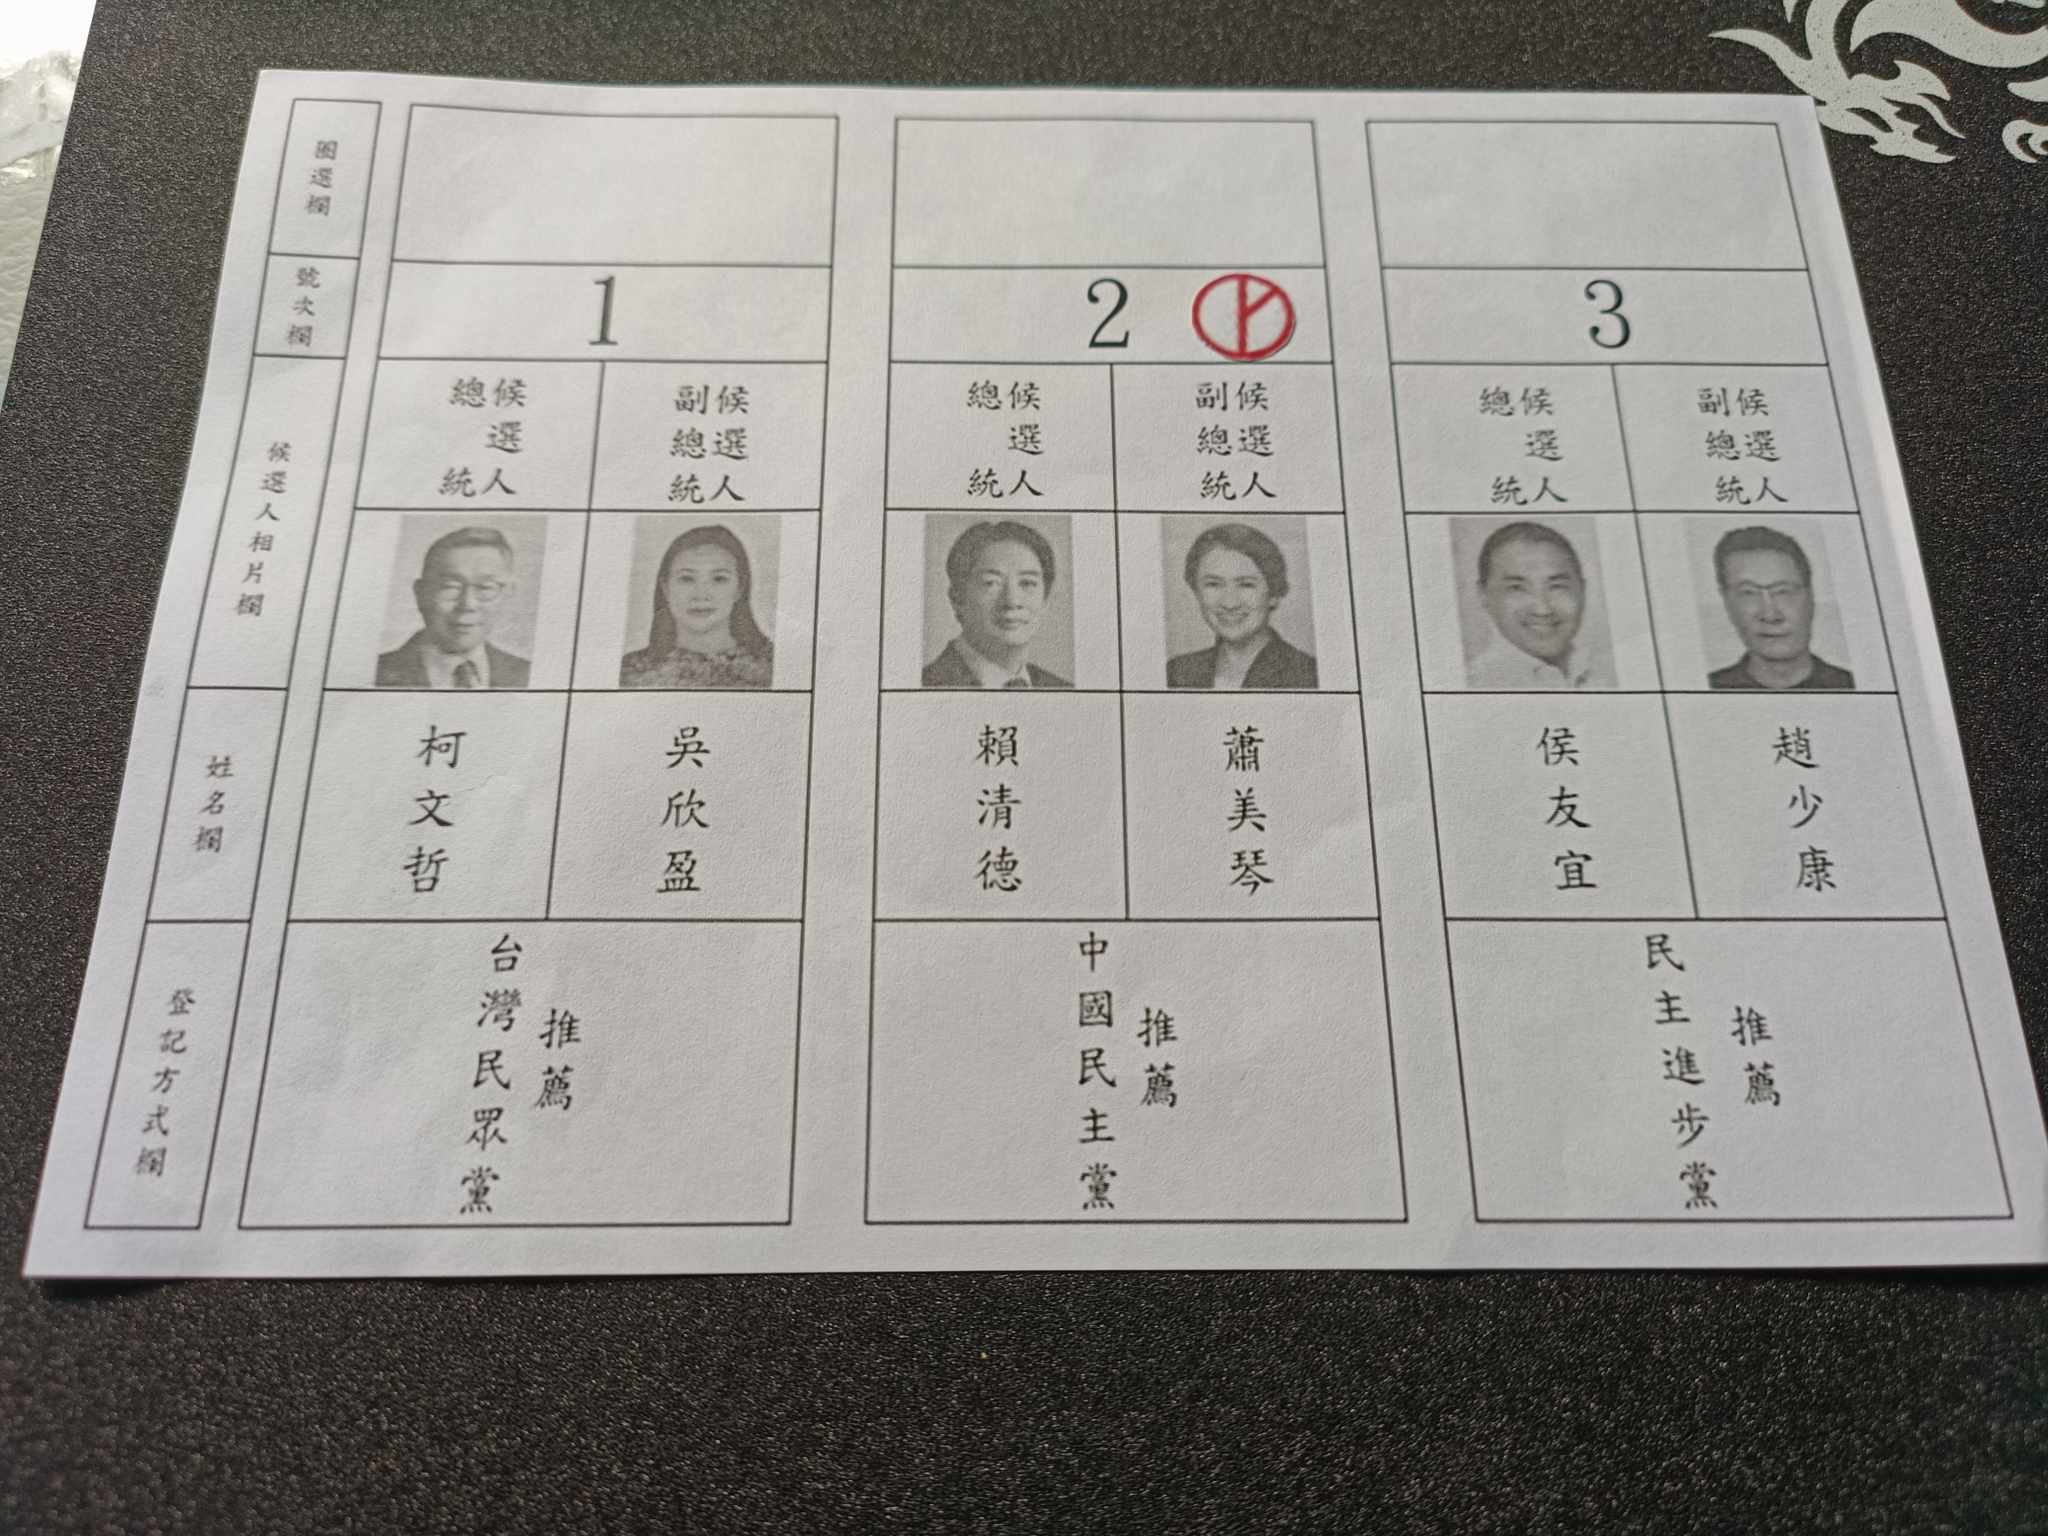 圈選欄
號次欄
候選人相片欄
姓名欄
登記方式欄
1
總統候選人
副總統候選人
柯文哲
吳欣盈
台灣民眾黨
推薦
2
總統候選人
副總統候選人
賴清德
蕭美琴
中國民主黨
推薦
3
總統候選人
副總統候選人
侯友宜
趙少康
民主進步黨
推薦